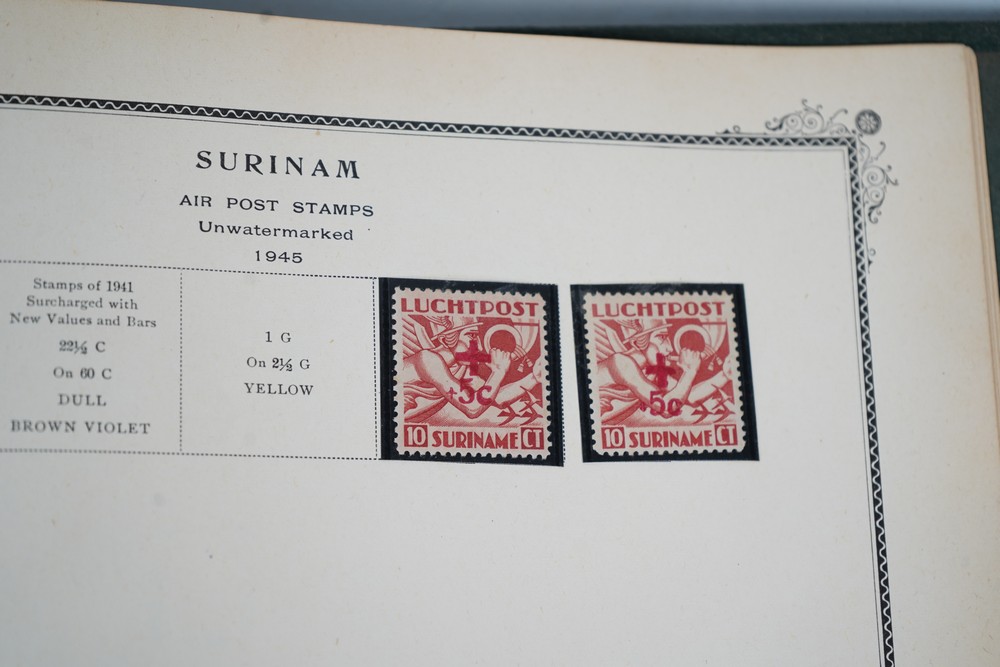 SURINAM
AIR POST STAMPS
Unwatermarked
1945
Stamps of 1941
Surcharged with
New Values and Bars
22½ C
On 60 C
DULL
BROWN VIOLET
1 G
On 2½ G
YELLOW
LUCHTPOST
+5c
10 SURINAME CT
LUCHTPOST
+5c
10 SURINAME CT